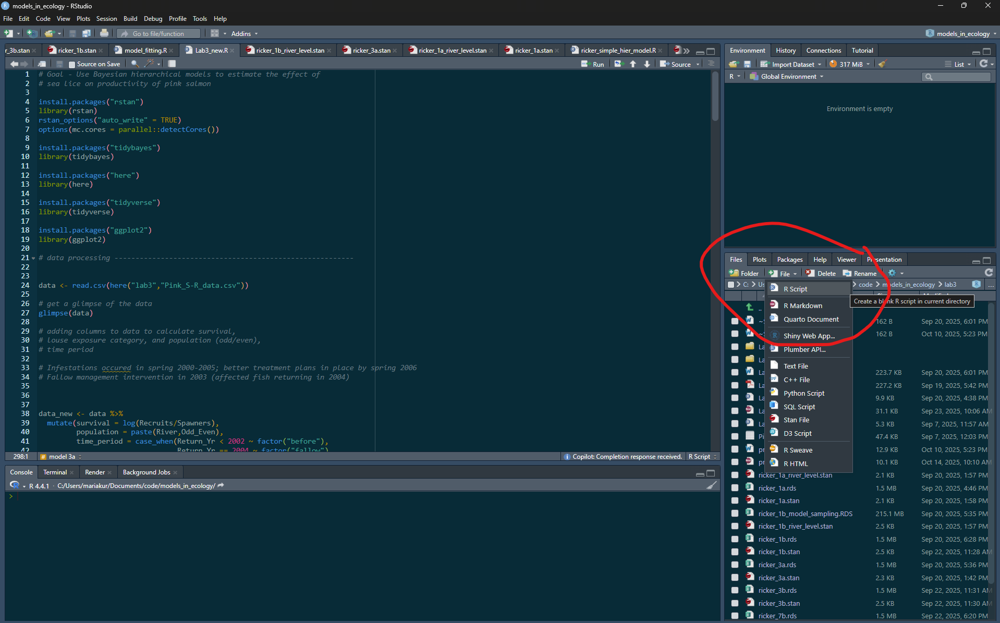 models_in_ecology - RStudio
File Edit Code View Plots Session Build Debug Profile Tools Help
Go to file/function Addins models_in_ecology
r_3b.stan ricker_1b.stan model_fitting.R Lab3_new.R ricker_1b_river_level.stan ricker_3a.stan ricker_1a_river_level.stan ricker_1a.stan ricker_simple_hier_model.R
Source on Save Run Source
1 # Goal - Use Bayesian hierarchical models to estimate the effect of
2 # sea lice on productivity of pink salmon
3
4 install.packages("rstan")
5 library(rstan)
6 rstan_options("auto_write" = TRUE)
7 options(mc.cores = parallel::detectCores())
8
9 install.packages("tidybayes")
10 library(tidybayes)
11
12 install.packages("here")
13 library(here)
14
15 install.packages("tidyverse")
16 library(tidyverse)
17
18 install.packages("ggplot2")
19 library(ggplot2)
20
21 # data processing ---------------------------------------------------------
22
23
24 data <- read.csv(here("lab3","Pink_S-R_data.csv"))
25
26 # get a glimpse of the data
27 glimpse(data)
28
29 # adding columns to data to calculate survival,
30 # louse exposure category, and population (odd/even),
31 # time period
32
33 # Infestations occured in spring 2000-2005; better treatment plans in place by spring 2006
34 # Fallow management intervention in 2003 (affected fish returning in 2004)
35
36
37
38 data_new <- data %>%
39 mutate(survival = log(Recruits/Spawners),
40 population = paste(River,Odd_Even),
41 time_period = case_when(Return_Yr < 2002 ~ factor("before"),
42 Return_Yr == 2004 ~ factor("fallow")
298:1 # model 3a Copilot: Completion response received. R Script
Console Terminal Render Background Jobs
R 4.4.1 · C:/Users/mariakur/Documents/code/models_in_ecology/
>
Environment History Connections Tutorial
Import Dataset 317 MiB List
R Global Environment
Environment is empty
Files Plots Packages Help Viewer Presentation
Folder File Delete Rename
C: Us code models_in_ecology lab3 R ...
R Script
Create a blank R script in current directory
R Markdown
Quarto Document
Shiny Web App...
Plumber API...
Text File
C++ File
Python Script
SQL Script
Stan File
D3 Script
R Sweave
R HTML
..
~ 162 B Sep 20, 2025, 6:01 PM
~ 162 B Oct 10, 2025, 5:23 PM
La
La
La 223.7 KB Sep 20, 2025, 6:01 PM
La 227.2 KB Sep 19, 2025, 5:42 PM
La 9.9 KB Sep 20, 2025, 4:38 PM
La 31.1 KB Sep 23, 2025, 10:06 AM
La 5.3 KB Sep 7, 2025, 11:57 AM
Pi 47.4 KB Sep 7, 2025, 12:03 PM
pr 12.9 KB Oct 10, 2025, 5:23 PM
pr 10.1 KB Oct 14, 2025, 10:10 AM
ricker_1a_river_level.stan 2.1 KB Sep 20, 2025, 1:57 PM
ricker_1a.rds 1.5 MB Sep 20, 2025, 4:46 PM
ricker_1a.stan 2.1 KB Sep 20, 2025, 1:58 PM
ricker_1b_model_sampling.RDS 215.1 MB Sep 20, 2025, 5:35 PM
ricker_1b_river_level.stan 2.5 KB Sep 20, 2025, 1:57 PM
ricker_1b.rds 1.5 MB Sep 20, 2025, 6:28 PM
ricker_1b.stan 2.5 KB Sep 22, 2025, 11:28 AM
ricker_3a.rds 1.5 MB Sep 20, 2025, 5:36 PM
ricker_3a.stan 2.3 KB Sep 20, 2025, 1:42 PM
ricker_3b.rds 1.5 MB Sep 22, 2025, 11:31 AM
ricker_3b.stan 2.5 KB Sep 22, 2025, 11:30 AM
ricker_7b.rds 1.5 MB Sep 22, 2025, 6:20 PM